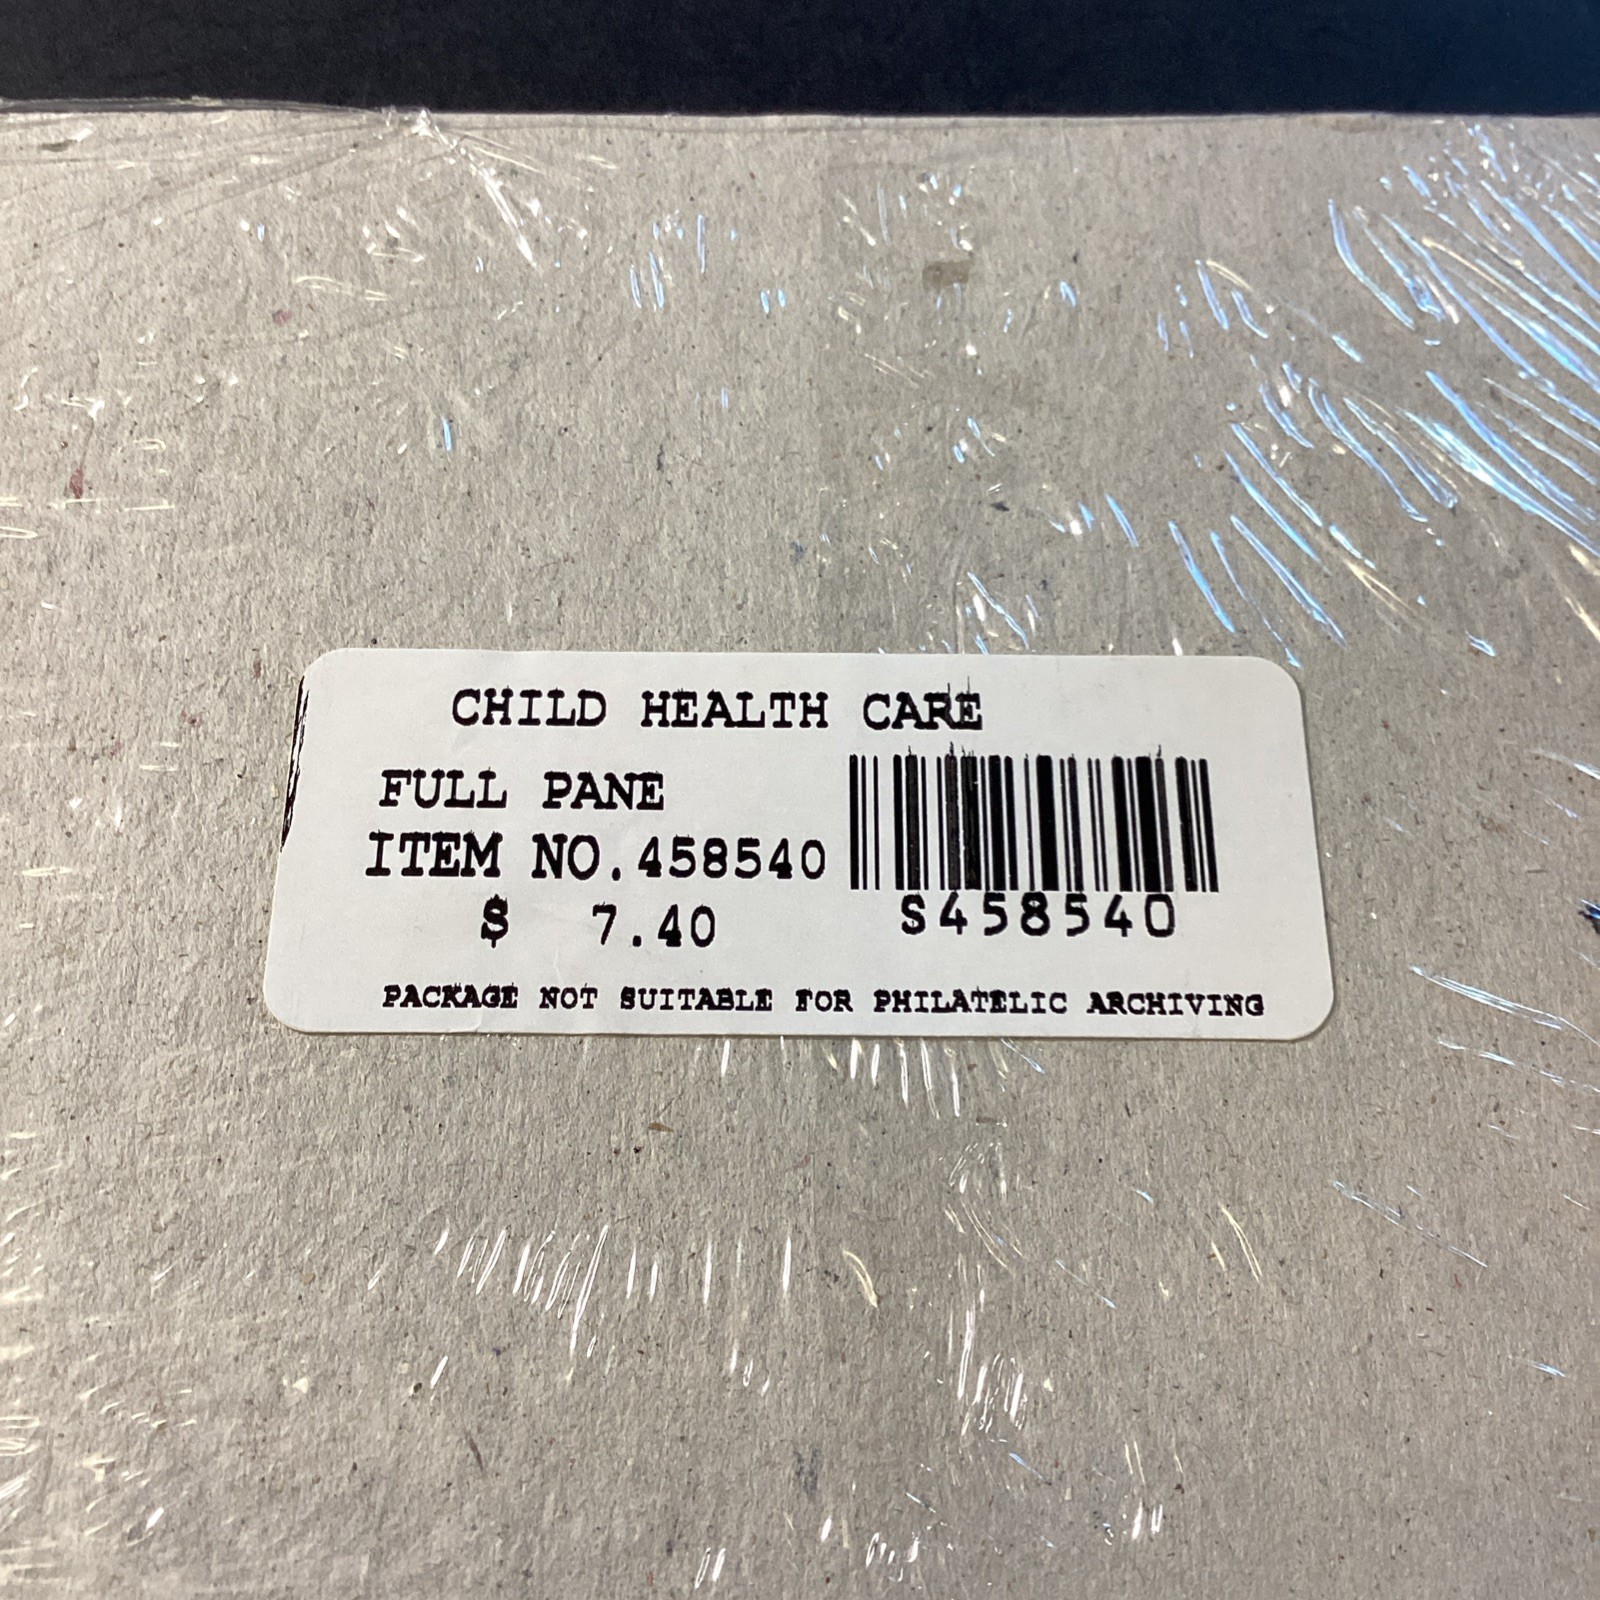 CHILD HEALTH CARE
FULL PANE
ITEM NO.458540
$ 7.40
S458540
PACKAGE NOT SUITABLE FOR PHILATELIC ARCHIVING